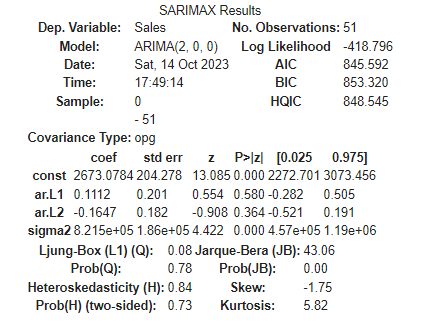 SARIMAX Results
Dep. Variable: Sales No. Observations: 51
Model: ARIMA(2, 0, 0) Log Likelihood -418.796
Date: Sat, 14 Oct 2023 AIC 845.592
Time: 17:49:14 BIC 853.320
Sample: 0 HQIC 848.545
- 51
Covariance Type: opg
coef std err z P>|z| [0.025 0.975]
const 2673.0784 204.278 13.085 0.000 2272.701 3073.456
ar.L1 0.1112 0.201 0.554 0.580 -0.282 0.505
ar.L2 -0.1647 0.182 -0.908 0.364 -0.521 0.191
sigma2 8.215e+05 1.86e+05 4.422 0.000 4.57e+05 1.19e+06
Ljung-Box (L1) (Q): 0.08 Jarque-Bera (JB): 43.06
Prob(Q): 0.78 Prob(JB): 0.00
Heteroskedasticity (H): 0.84 Skew: -1.75
Prob(H) (two-sided): 0.73 Kurtosis: 5.82